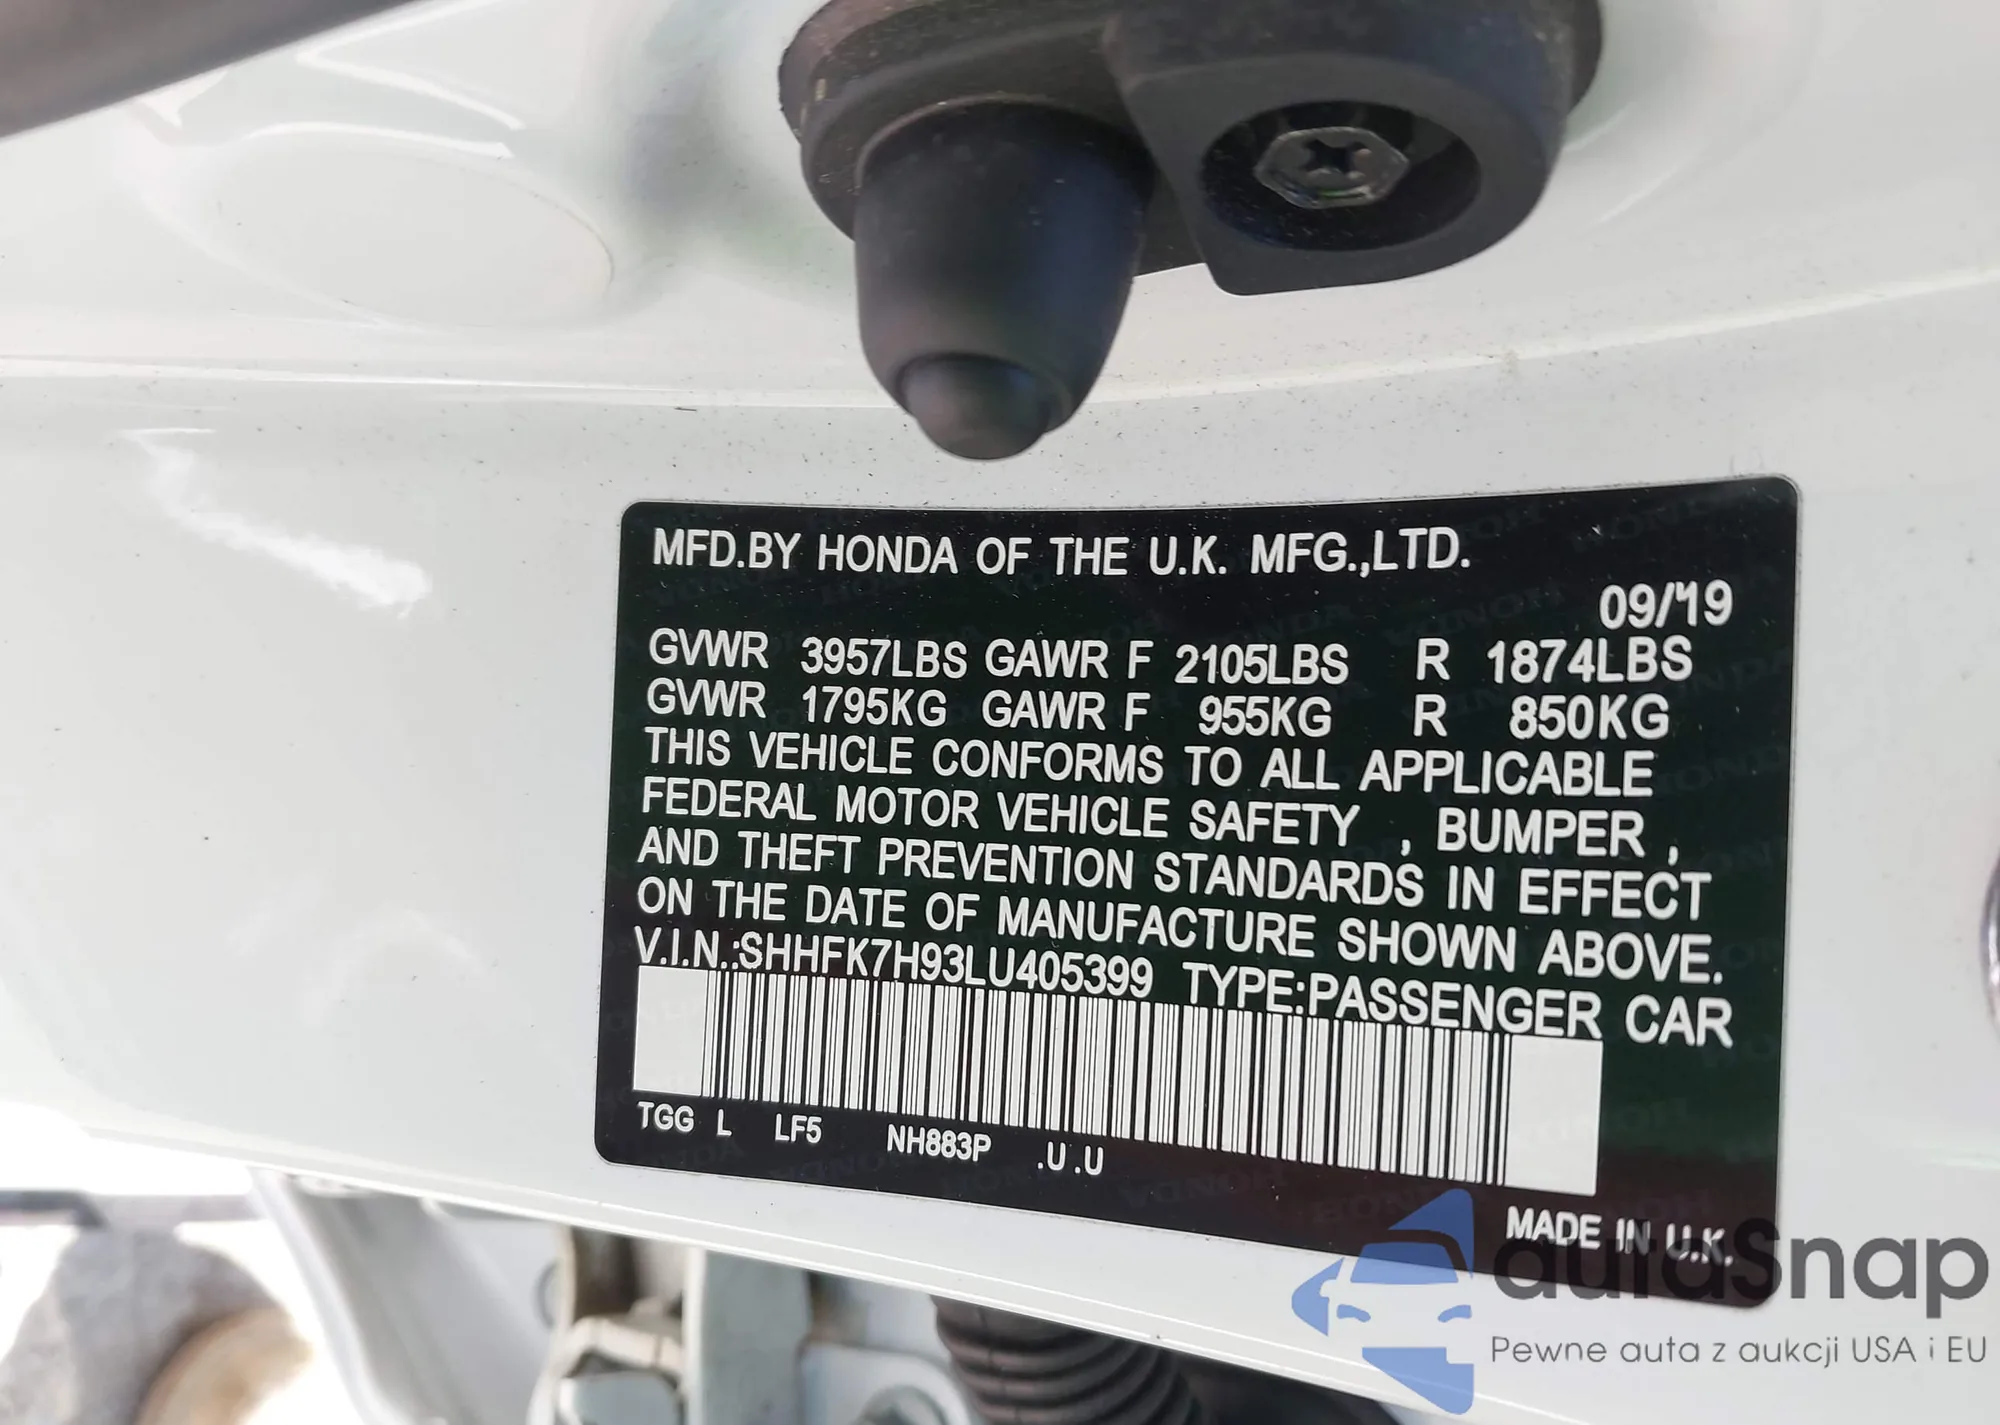 MFD.BY HONDA OF THE U.K. MFG.,LTD.
09/19
GVWR 3957LBS GAWR F 2105LBS R 1874LBS
GVWR 1795KG GAWR F 955KG R 850KG
THIS VEHICLE CONFORMS TO ALL APPLICABLE
FEDERAL MOTOR VEHICLE SAFETY , BUMPER ,
AND THEFT PREVENTION STANDARDS IN EFFECT
ON THE DATE OF MANUFACTURE SHOWN ABOVE.
V.I.N.:SHHFK7H93LU405399 TYPE:PASSENGER CAR
TGG L LF5 NH883P .U .U
MADE IN U.K.
autaSnap
Pewne auta z aukcji USA i EU